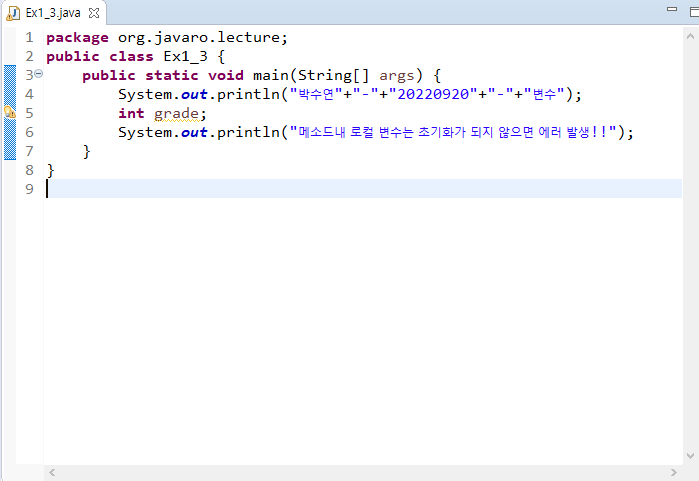 Ex1_3.java
1 package org.javaro.lecture;
2 public class Ex1_3 {
3     public static void main(String[] args) {
4         System.out.println("박수연"+"-"+"20220920"+"-"+"변수");
5         int grade;
6         System.out.println("메소드내 로컬 변수는 초기화가 되지 않으면 에러 발생!!");
7     }
8 }
9